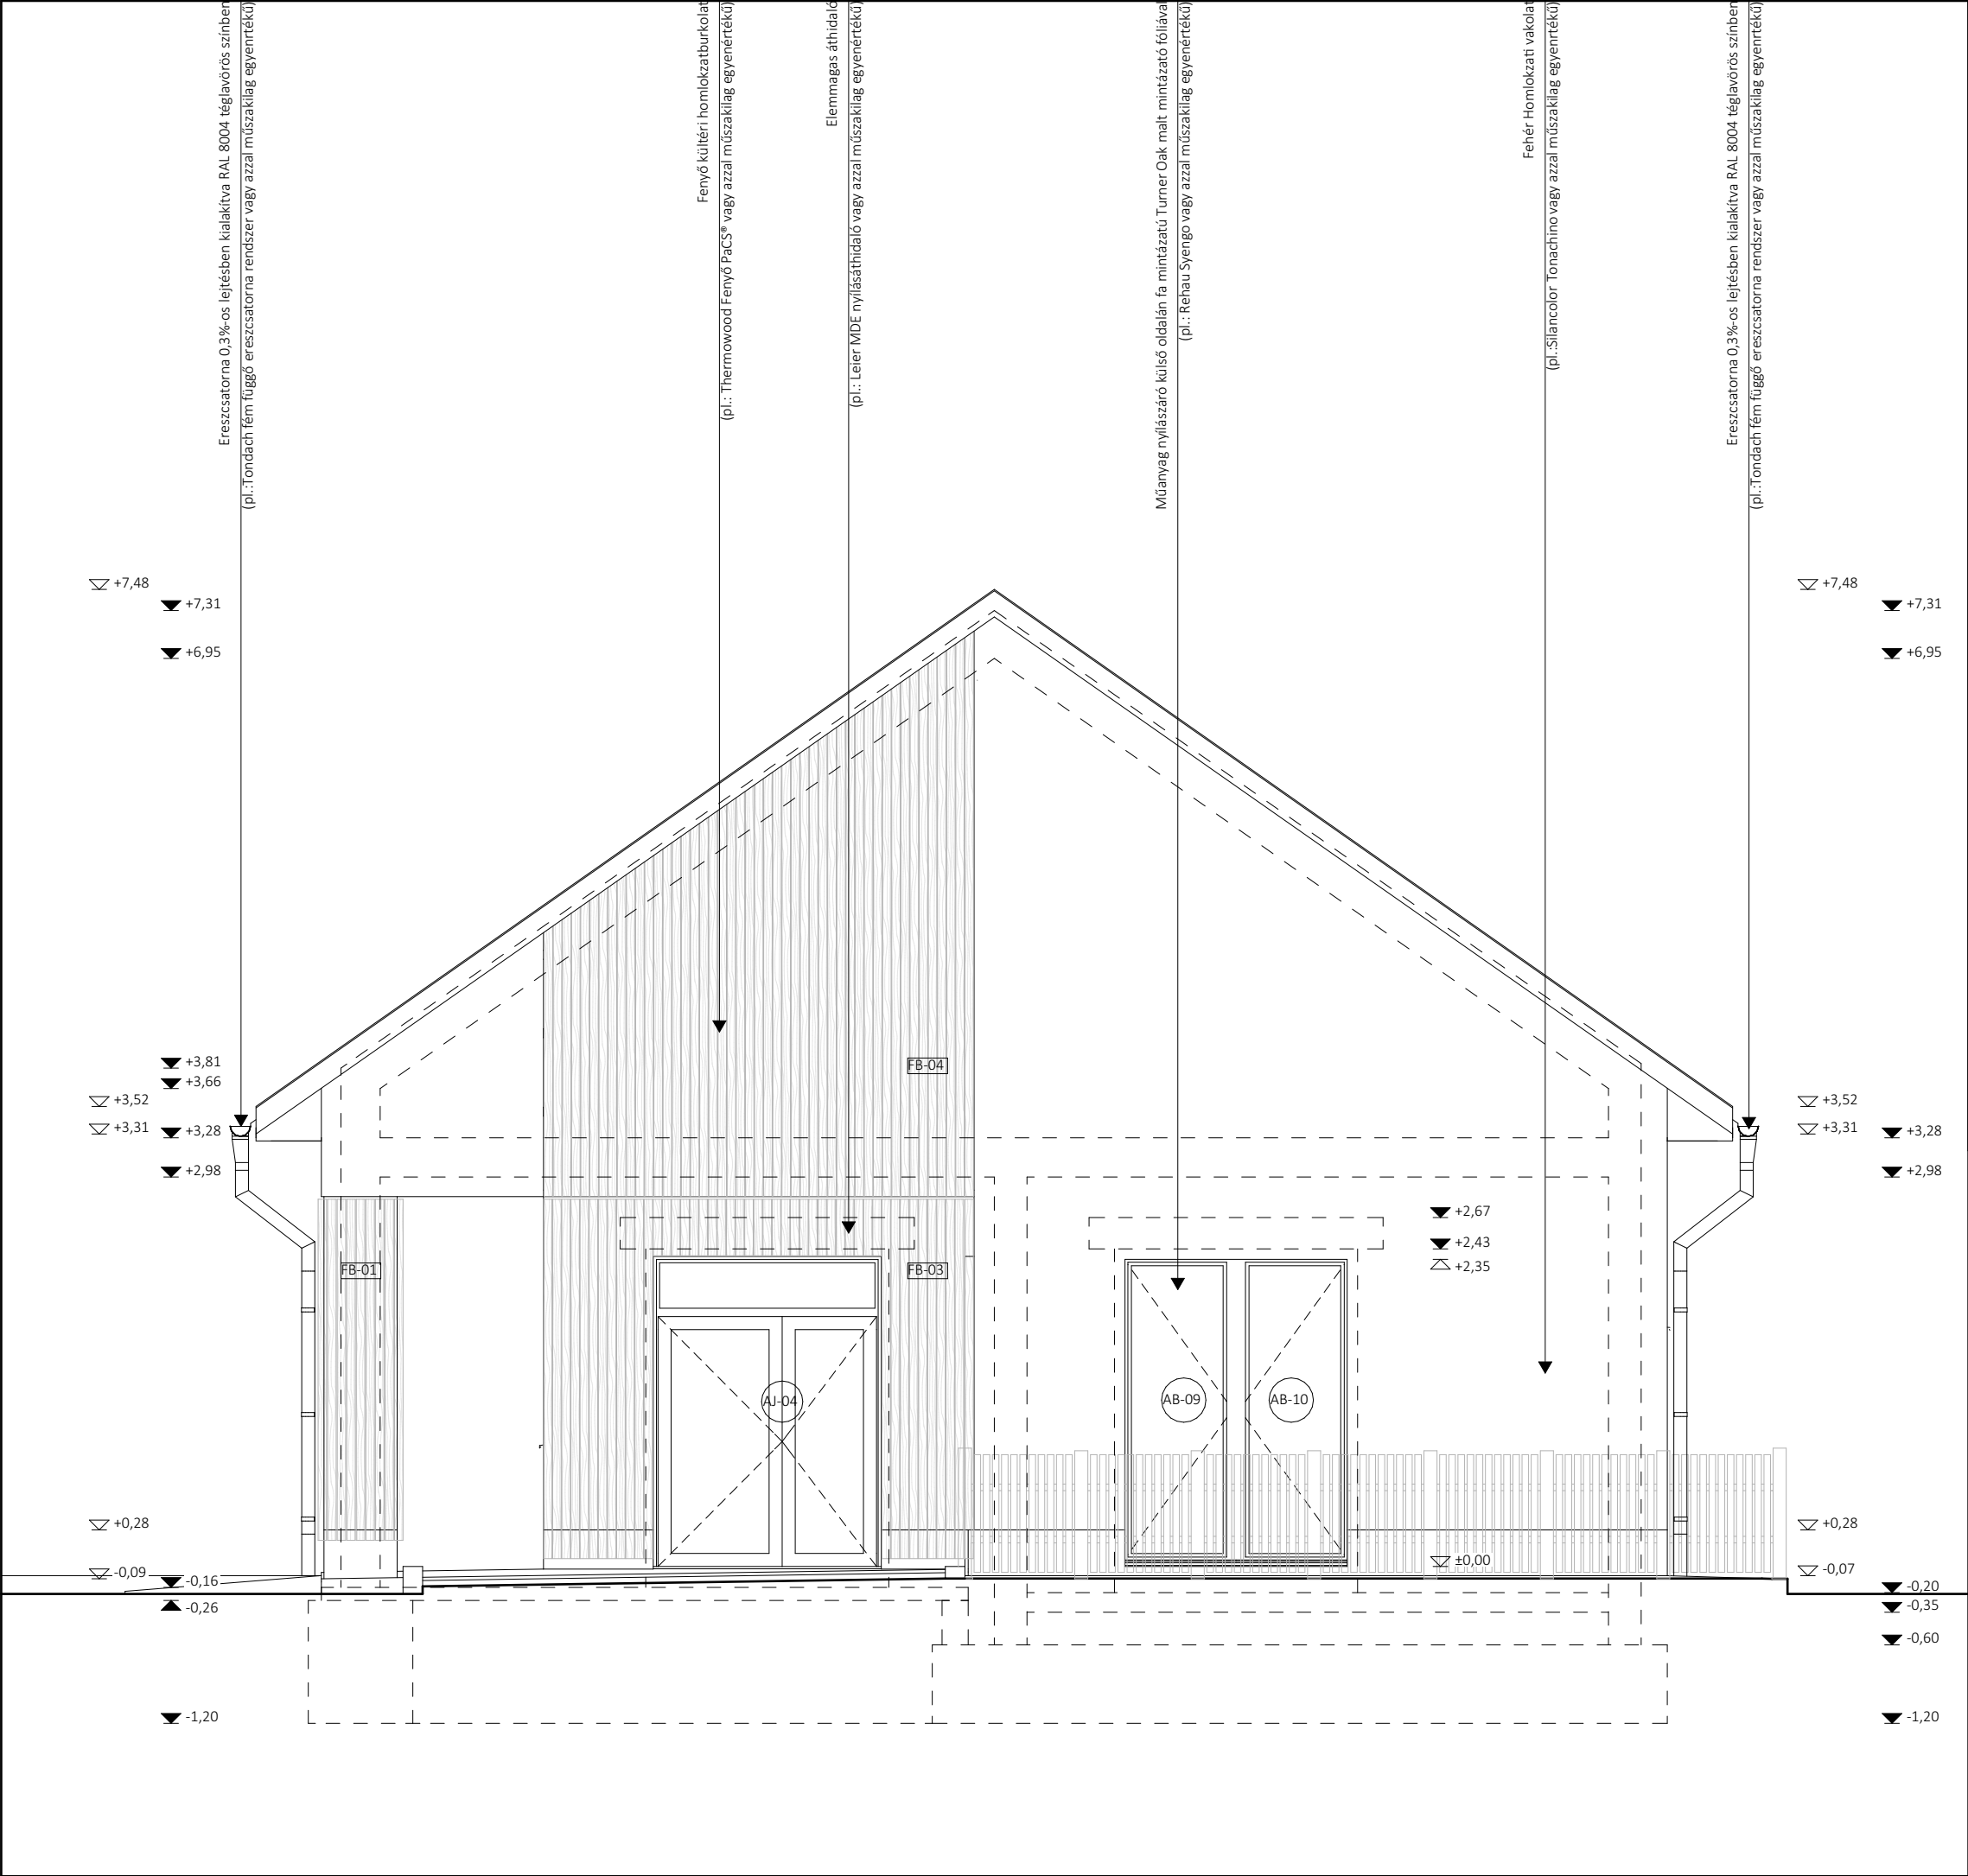 Ereszcsatorna 0,3%-os lejtésben kialakítva RAL 8004 téglavörös színben
(pl.:Tondach fém függő ereszcsatorna rendszer vagy azzal műszakilag egyenrtékű)
Fenyő kültéri homlokzatburkolat
(pl.: Thermowood Fenyő PaCS® vagy azzal műszakilag egyenértékű)
Elemmagas áthidaló
(pl.: Leier MDE nyílásáthidaló vagy azzal műszakilag egyenértékű)
Műanyag nyílászáró külső oldalán fa mintázatú Turner Oak malt mintázató fóliával
(pl.: Rehau Syengo vagy azzal műszakilag egyenértékű)
Fehér Homlokzati vakolat
(pl.:Silancolor Tonachino vagy azzal műszakilag egyenrtékű)
Ereszcsatorna 0,3%-os lejtésben kialakítva RAL 8004 téglavörös színben
(pl.:Tondach fém függő ereszcsatorna rendszer vagy azzal műszakilag egyenrtékű)
+7,48
+7,31
+6,95
+7,48
+7,31
+6,95
+3,81
+3,66
+3,52
+3,31
+3,28
+2,98
FB-04
+3,52
+3,31
+3,28
+2,98
+2,67
+2,43
+2,35
FB-01
FB-03
AJ-04
AB-09
AB-10
+0,28
-0,09
-0,16
-0,26
-1,20
±0,00
+0,28
-0,07
-0,20
-0,35
-0,60
-1,20